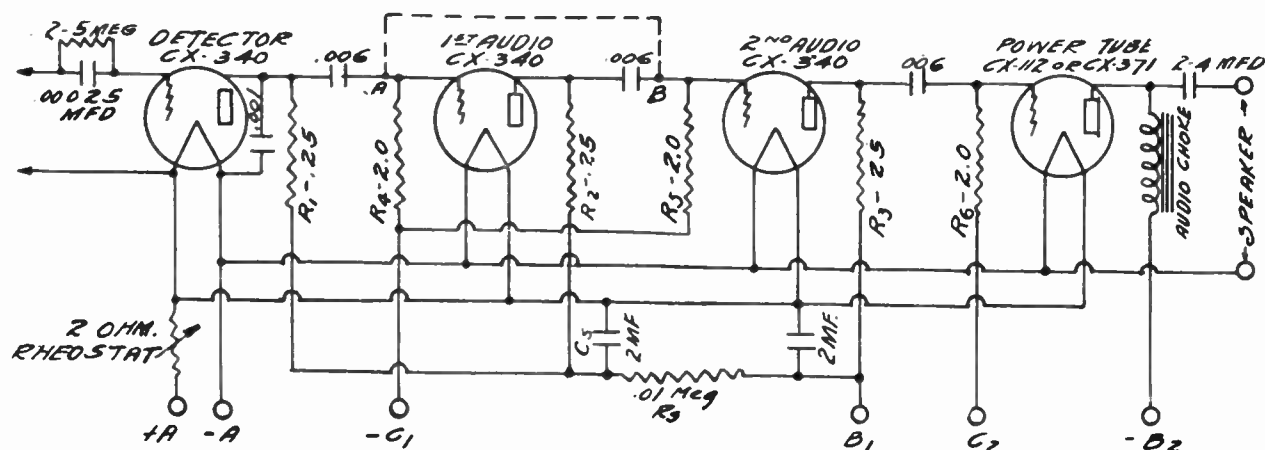 2-5 MEG
.00025
MFD
DETECTOR
CX-340
.001
R1-.25
.006
A
R4-2.0
1ST AUDIO
CX-340
R2-.25
.006
B
R5-2.0
2ND AUDIO
CX-340
R3-25
.006
R6-2.0
POWER TUBE
CX-112 OR CX-371
2-4 MFD
AUDIO CHOKE
SPEAKER
2 OHM.
RHEOSTAT
C5
2MF
2MF.
.01 Meg
R9
+A
-A
-C1
B1
C2
-B2